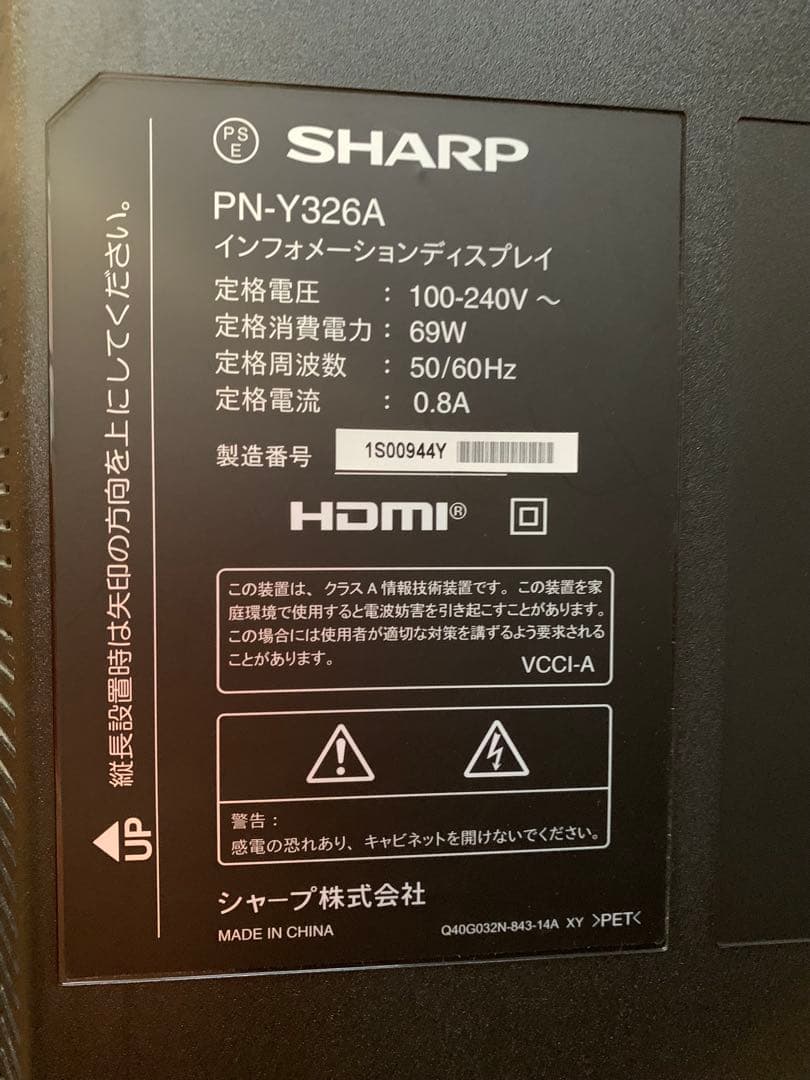 PSE
SHARP
PN-Y326A
インフォメーションディスプレイ
定格電圧 : 100-240V ～
定格消費電力 : 69W
定格周波数 : 50/60Hz
定格電流 : 0.8A
製造番号 1S00944Y
HDMI®
この装置は、クラスA情報技術装置です。この装置を家
庭環境で使用すると電波妨害を引き起こすことがあります。
この場合には使用者が適切な対策を講ずるよう要求される
ことがあります。
VCCI-A
警告：
感電の恐れあり、キャビネットを開けないでください。
シャープ株式会社
MADE IN CHINA
Q40G032N-843-14A XY >PET<
UP 縦長設置時は矢印の方向を上にしてください。